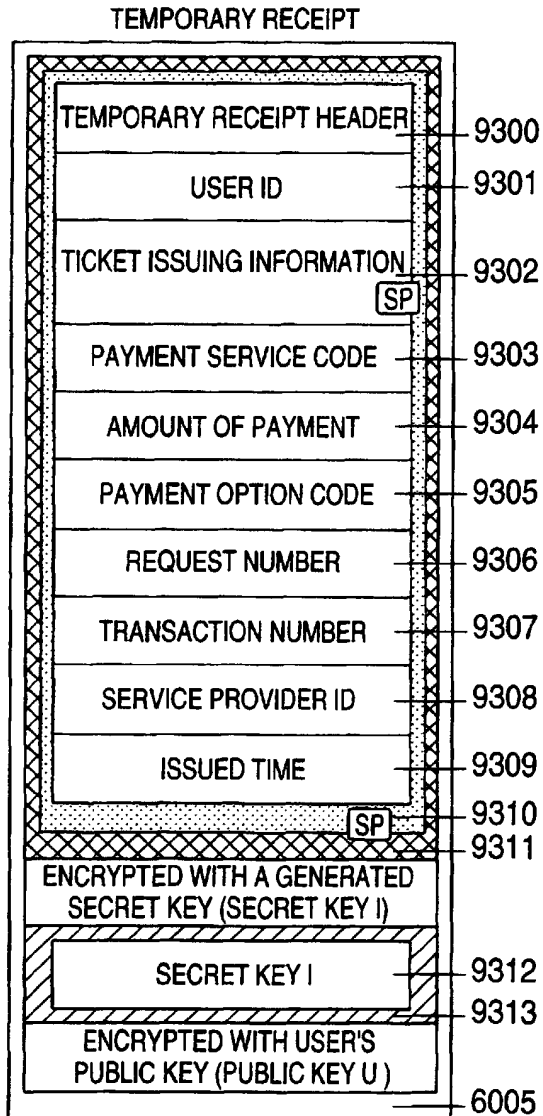 TEMPORARY RECEIPT
TEMPORARY RECEIPT HEADER 9300
USER ID 9301
TICKET ISSUING INFORMATION 9302
SP
PAYMENT SERVICE CODE 9303
AMOUNT OF PAYMENT 9304
PAYMENT OPTION CODE 9305
REQUEST NUMBER 9306
TRANSACTION NUMBER 9307
SERVICE PROVIDER ID 9308
ISSUED TIME 9309
SP 9310
9311
ENCRYPTED WITH A GENERATED
SECRET KEY (SECRET KEY I)
SECRET KEY I 9312
9313
ENCRYPTED WITH USER'S
PUBLIC KEY (PUBLIC KEY U )
6005